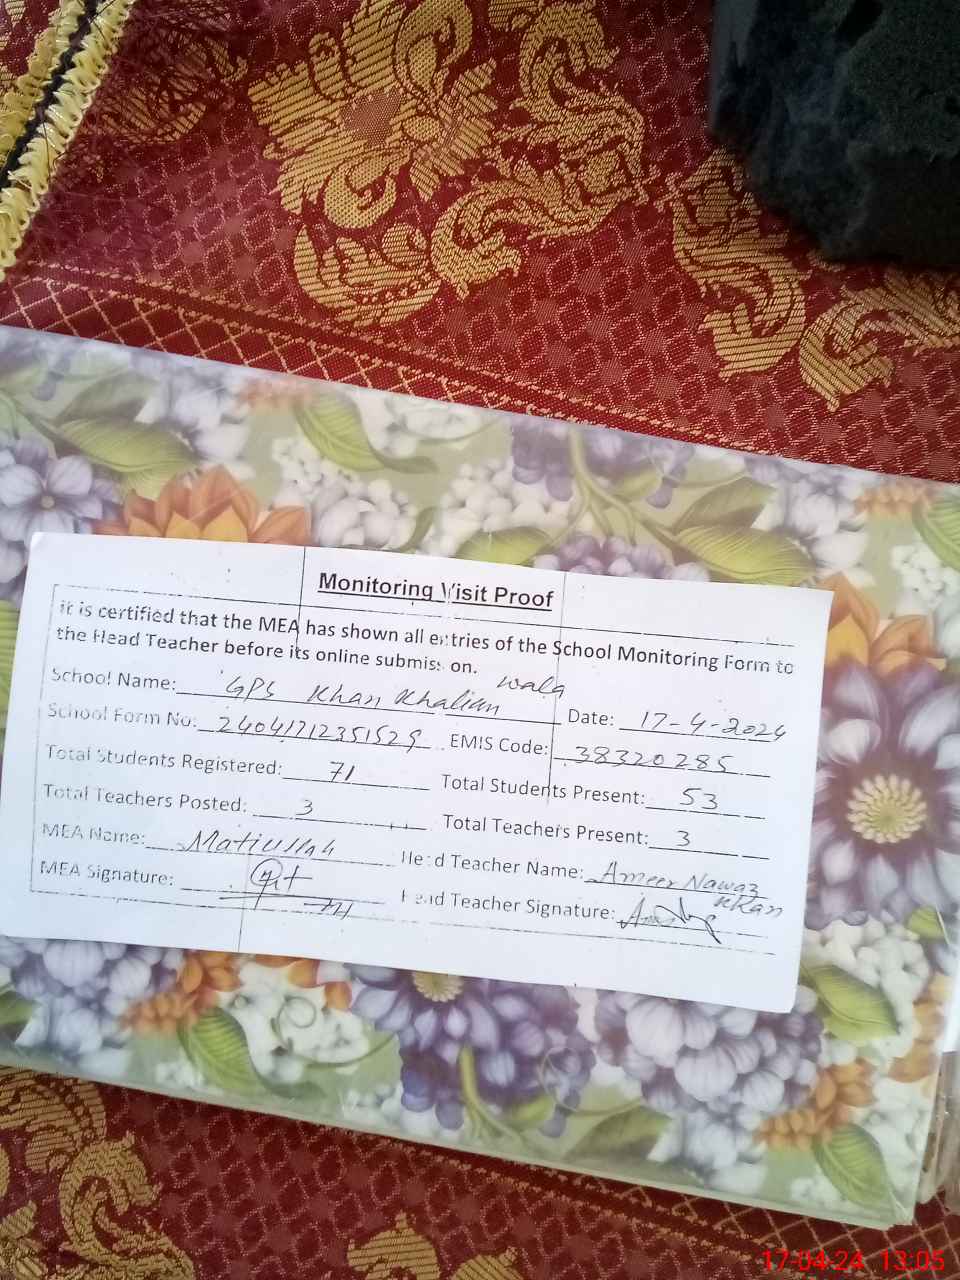 Monitoring Visit Proof
it is certified that the MEA has shown all entries of the School Monitoring Form to
the Head Teacher before its online submission.
School Name: GPS Khan Khalian wala Date: 17-4-2024
School Form No: 24041712351529 EMIS Code: 38320285
Total Students Registered: 71 Total Students Present: 53
Total Teachers Posted: 3 Total Teachers Present: 3
MEA Name: Matiullah Head Teacher Name: Ameer Nawaz Khan
MEA Signature: Head Teacher Signature:
17-04-24 13:05